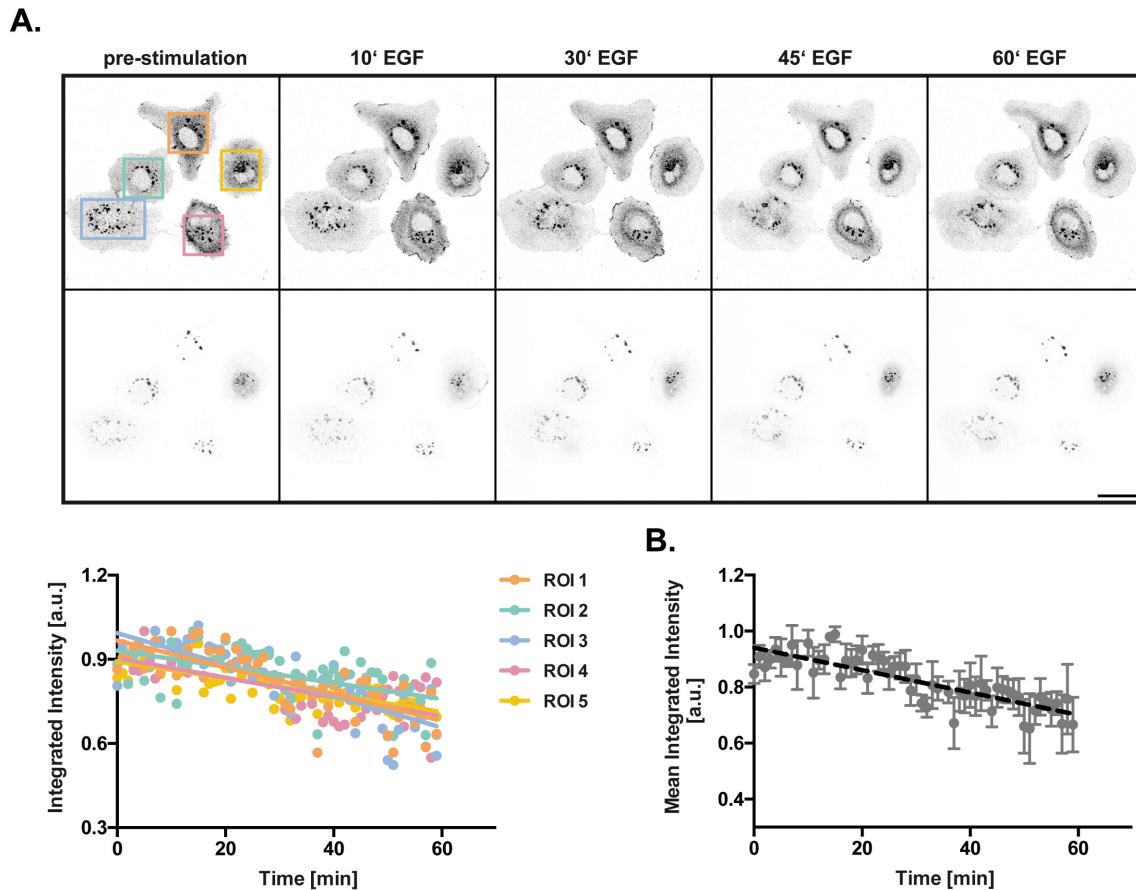 A.
pre-stimulation 10‘ EGF 30‘ EGF 45‘ EGF 60‘ EGF
Integrated Intensity [a.u.]
1.2
0.9
0.6
0.3
0 20 40 60
Time [min]
ROI 1
ROI 2
ROI 3
ROI 4
ROI 5
B.
Mean Integrated Intensity
[a.u.]
1.2
1.0
0.8
0.6
0.4
0 20 40 60
Time [min]